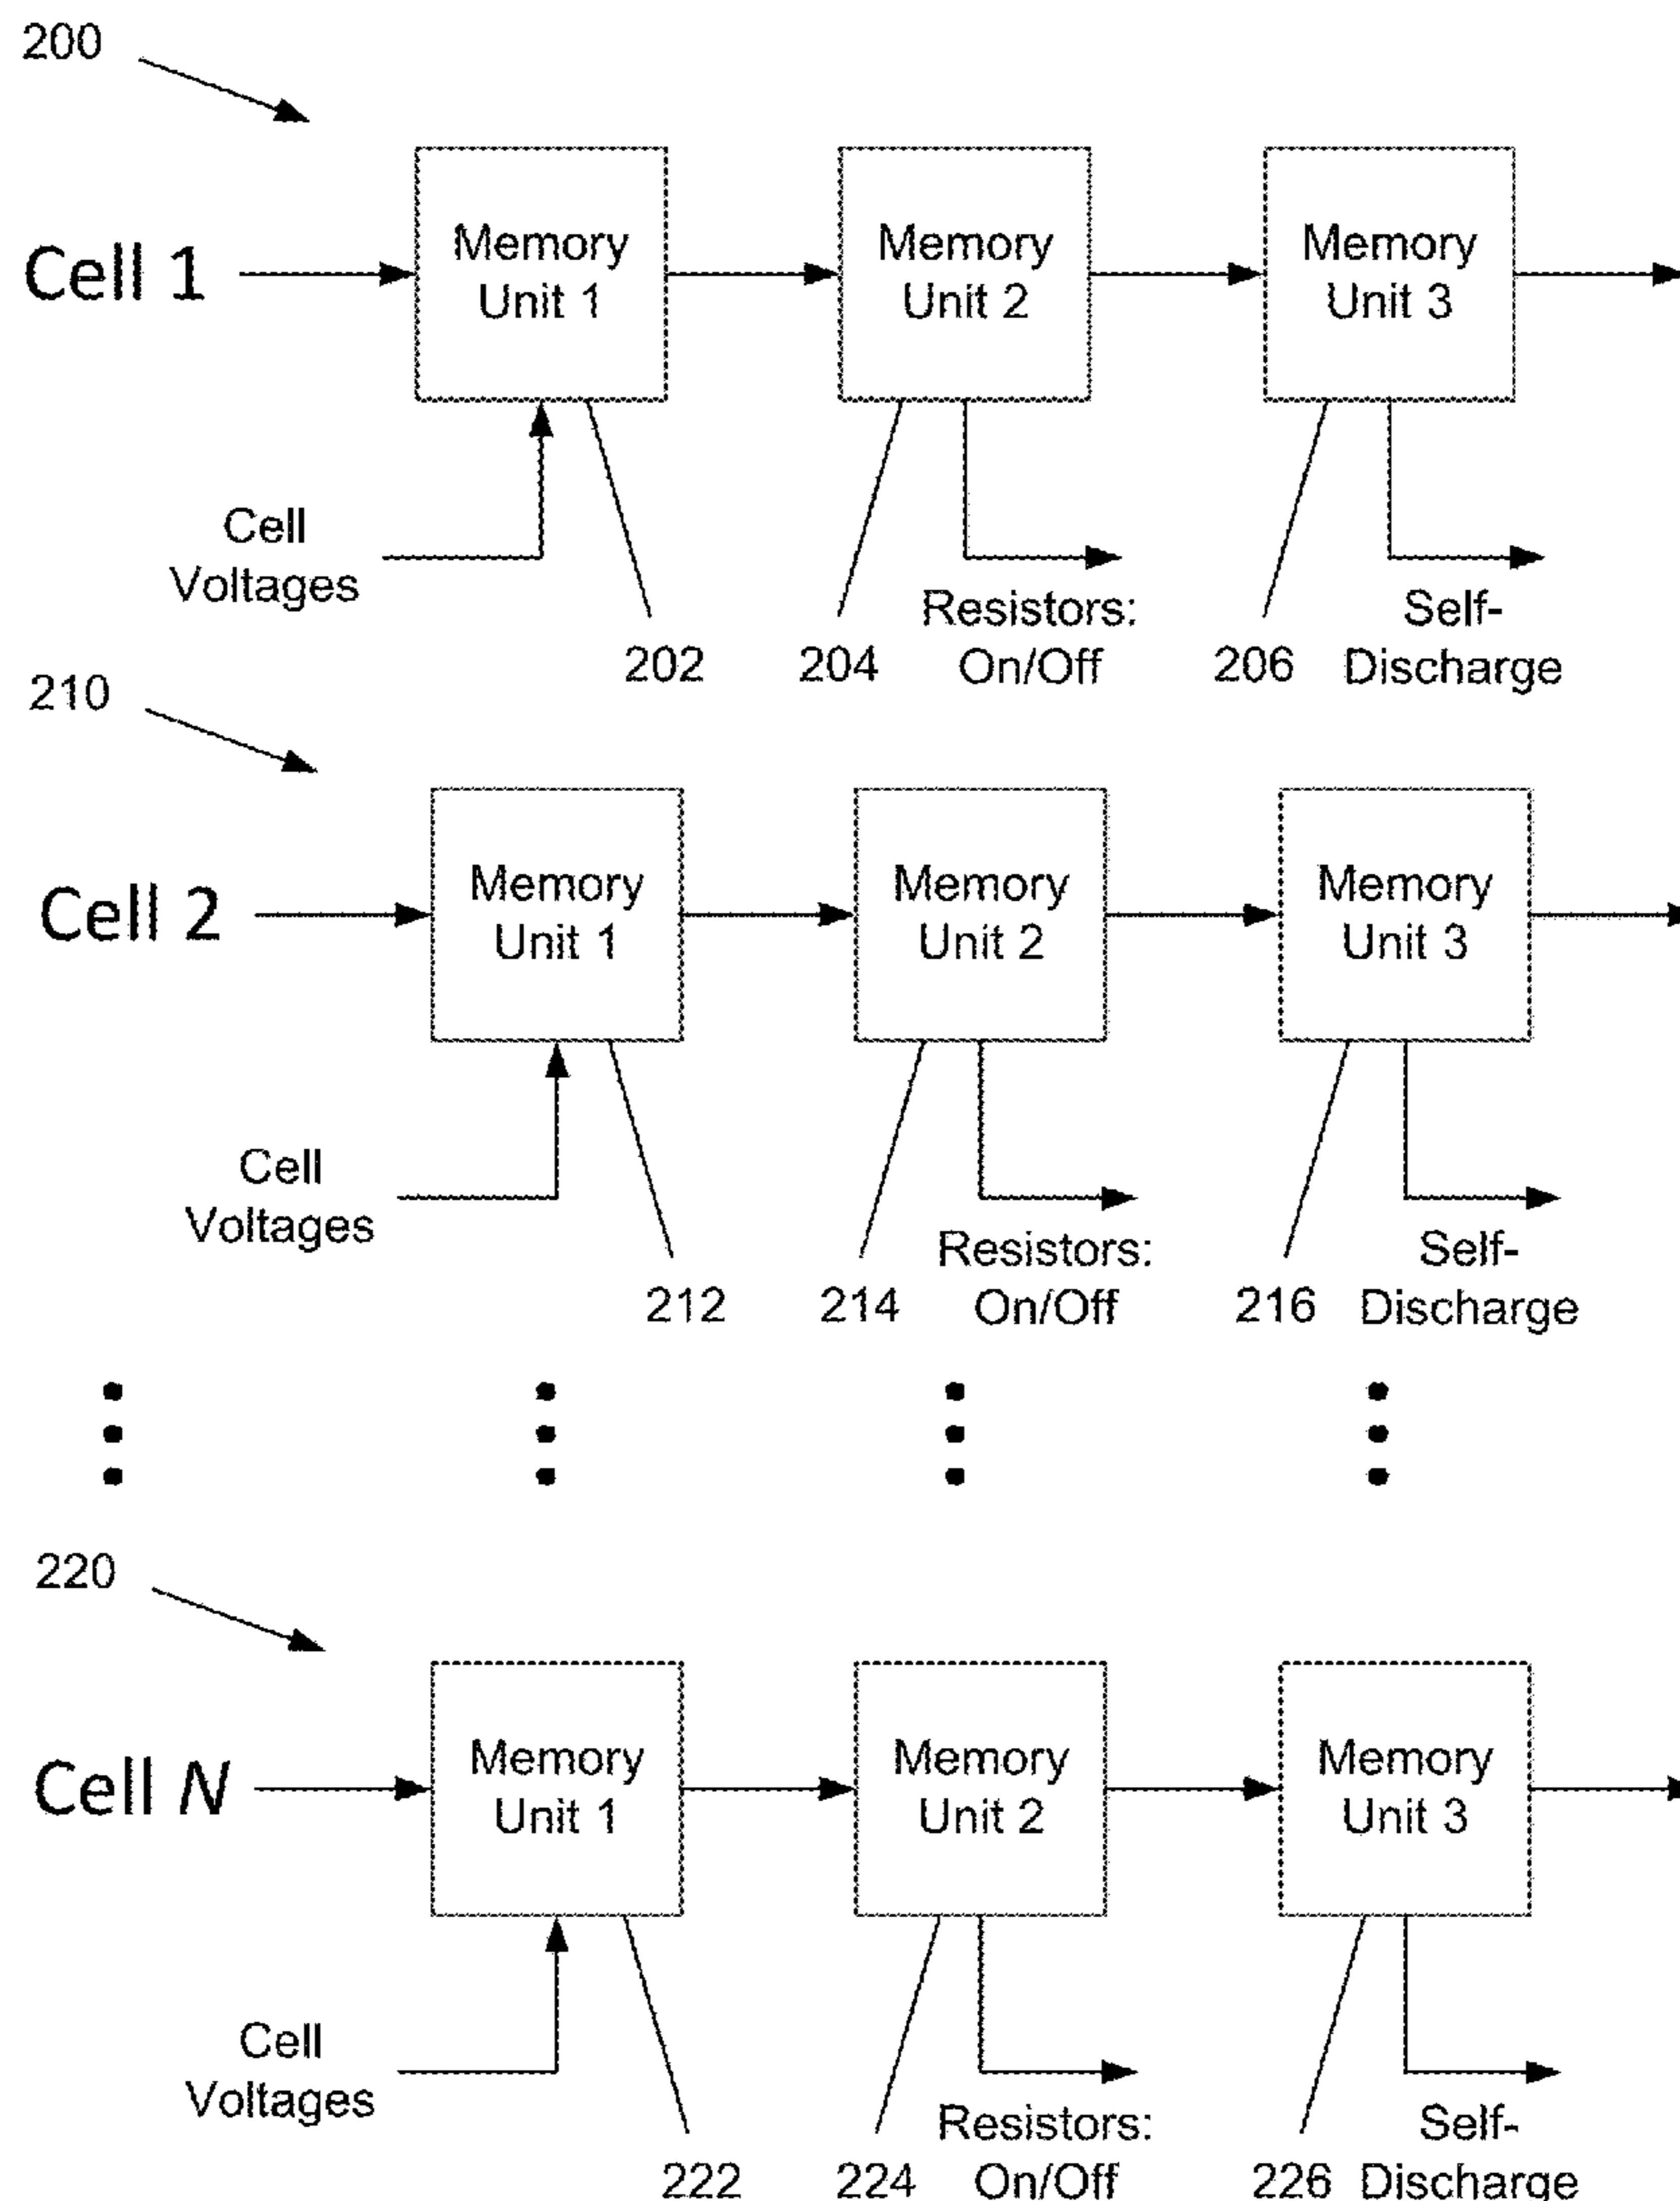 200
Cell 1
Memory
Unit 1
Memory
Unit 2
Memory
Unit 3
Cell
Voltages
202
204
Resistors:
On/Off
206
Self-
Discharge
210
Cell 2
Memory
Unit 1
Memory
Unit 2
Memory
Unit 3
Cell
Voltages
212
214
Resistors:
On/Off
216
Self-
Discharge
220
Cell N
Memory
Unit 1
Memory
Unit 2
Memory
Unit 3
Cell
Voltages
222
224
Resistors:
On/Off
226
Self-
Discharge